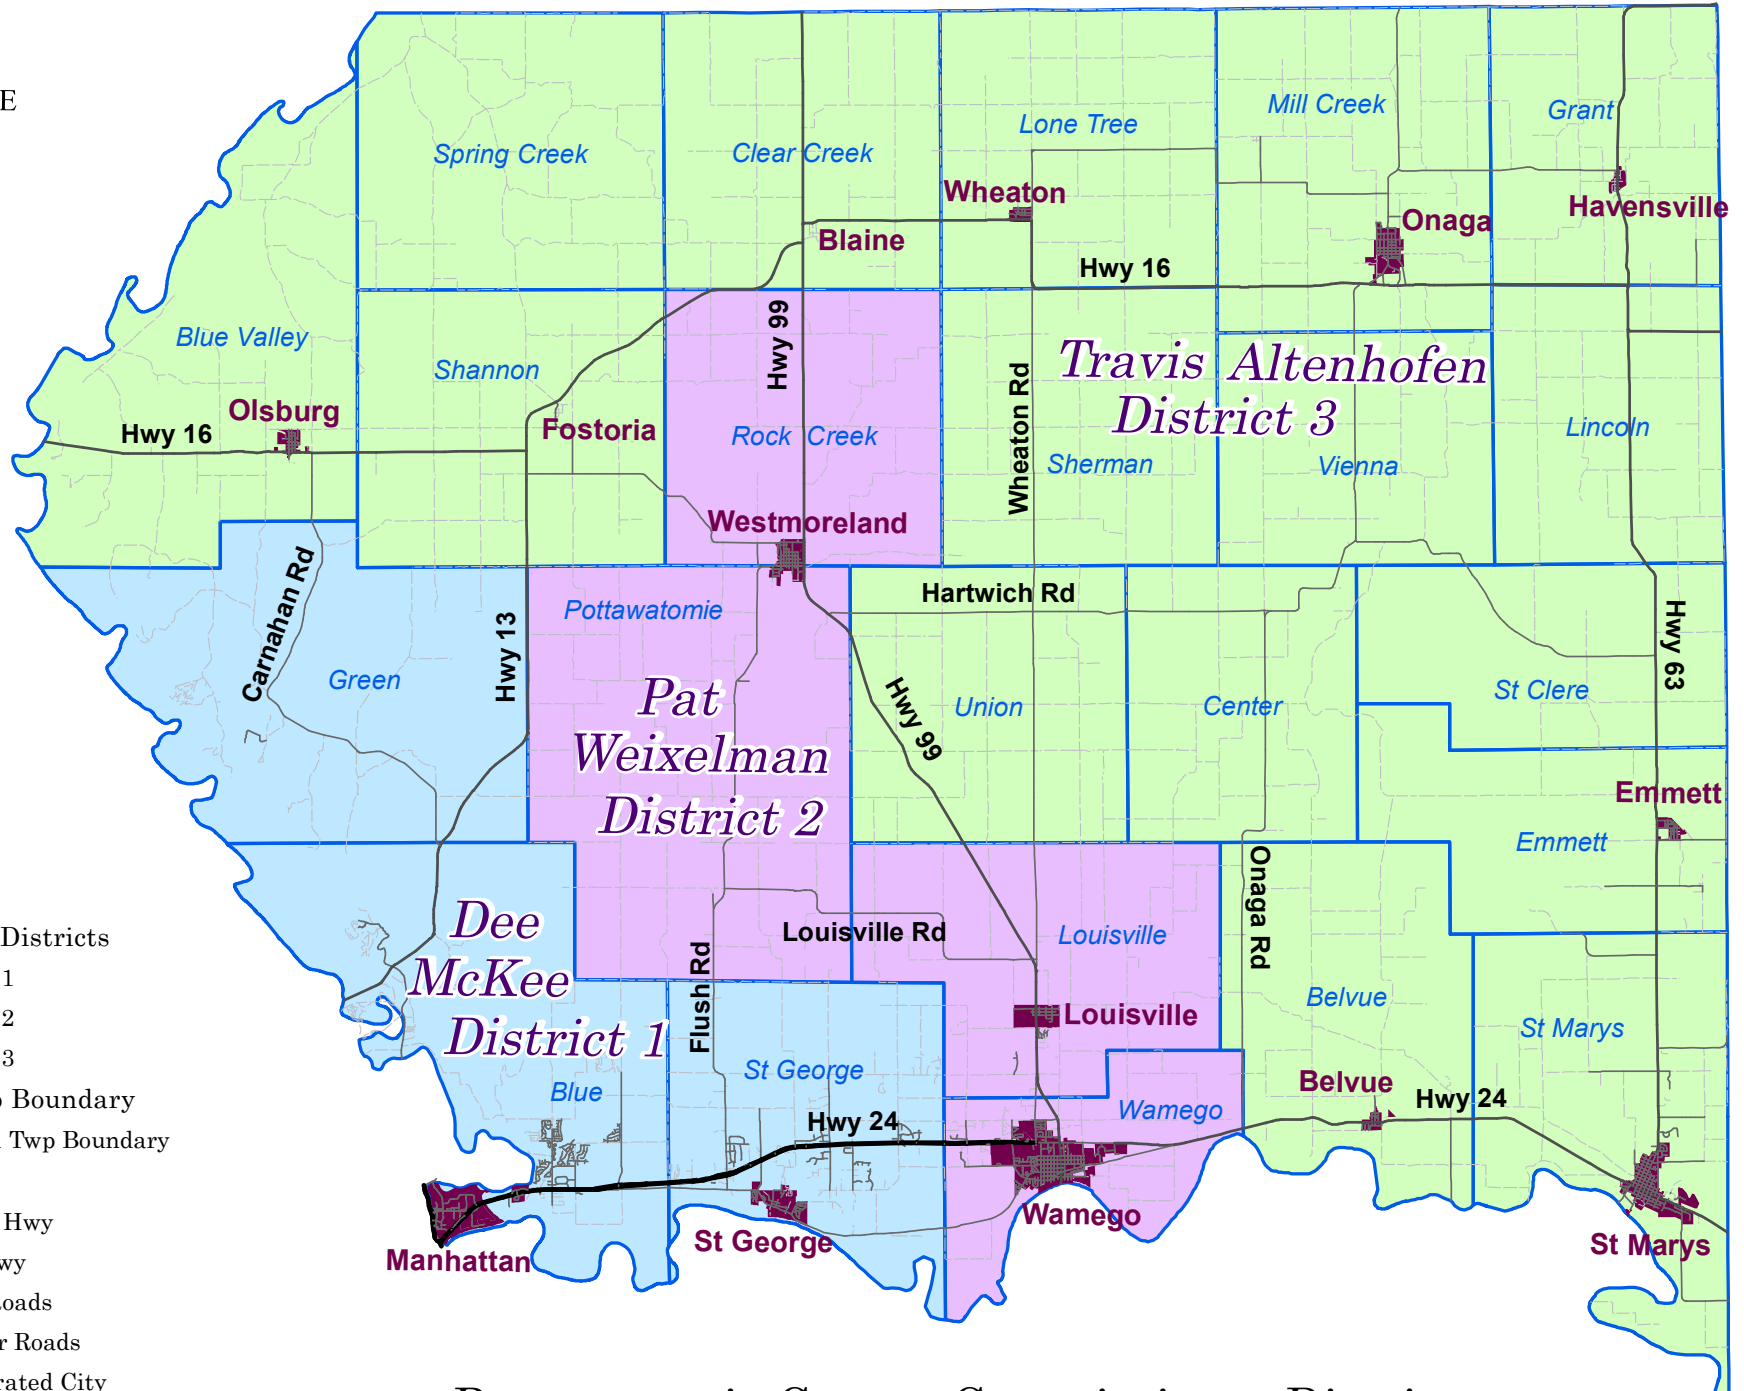 E
Spring Creek
Clear Creek
Lone Tree
Mill Creek
Grant
Wheaton
Blaine
Onaga
Havensville
Hwy 16
Blue Valley
Shannon
Hwy 99
Rock Creek
Wheaton Rd
Travis Altenhofen
District 3
Sherman
Vienna
Lincoln
Olsburg
Hwy 16
Fostoria
Westmoreland
Carnahan Rd
Green
Hwy 13
Pottawatomie
Hartwich Rd
Pat
Weixelman
District 2
Hwy 99
Union
Center
St Clere
Hwy 63
Emmett
Emmett
Onaga Rd
Dee
McKee
District 1
Flush Rd
Louisville Rd
Louisville
Louisville
Belvue
St Marys
Blue
St George
Hwy 24
Wamego
Belvue
Hwy 24
Manhattan
St George
Wamego
St Marys
Districts
1
2
3
Boundary
Twp Boundary
Hwy
wy
Roads
r Roads
rated City